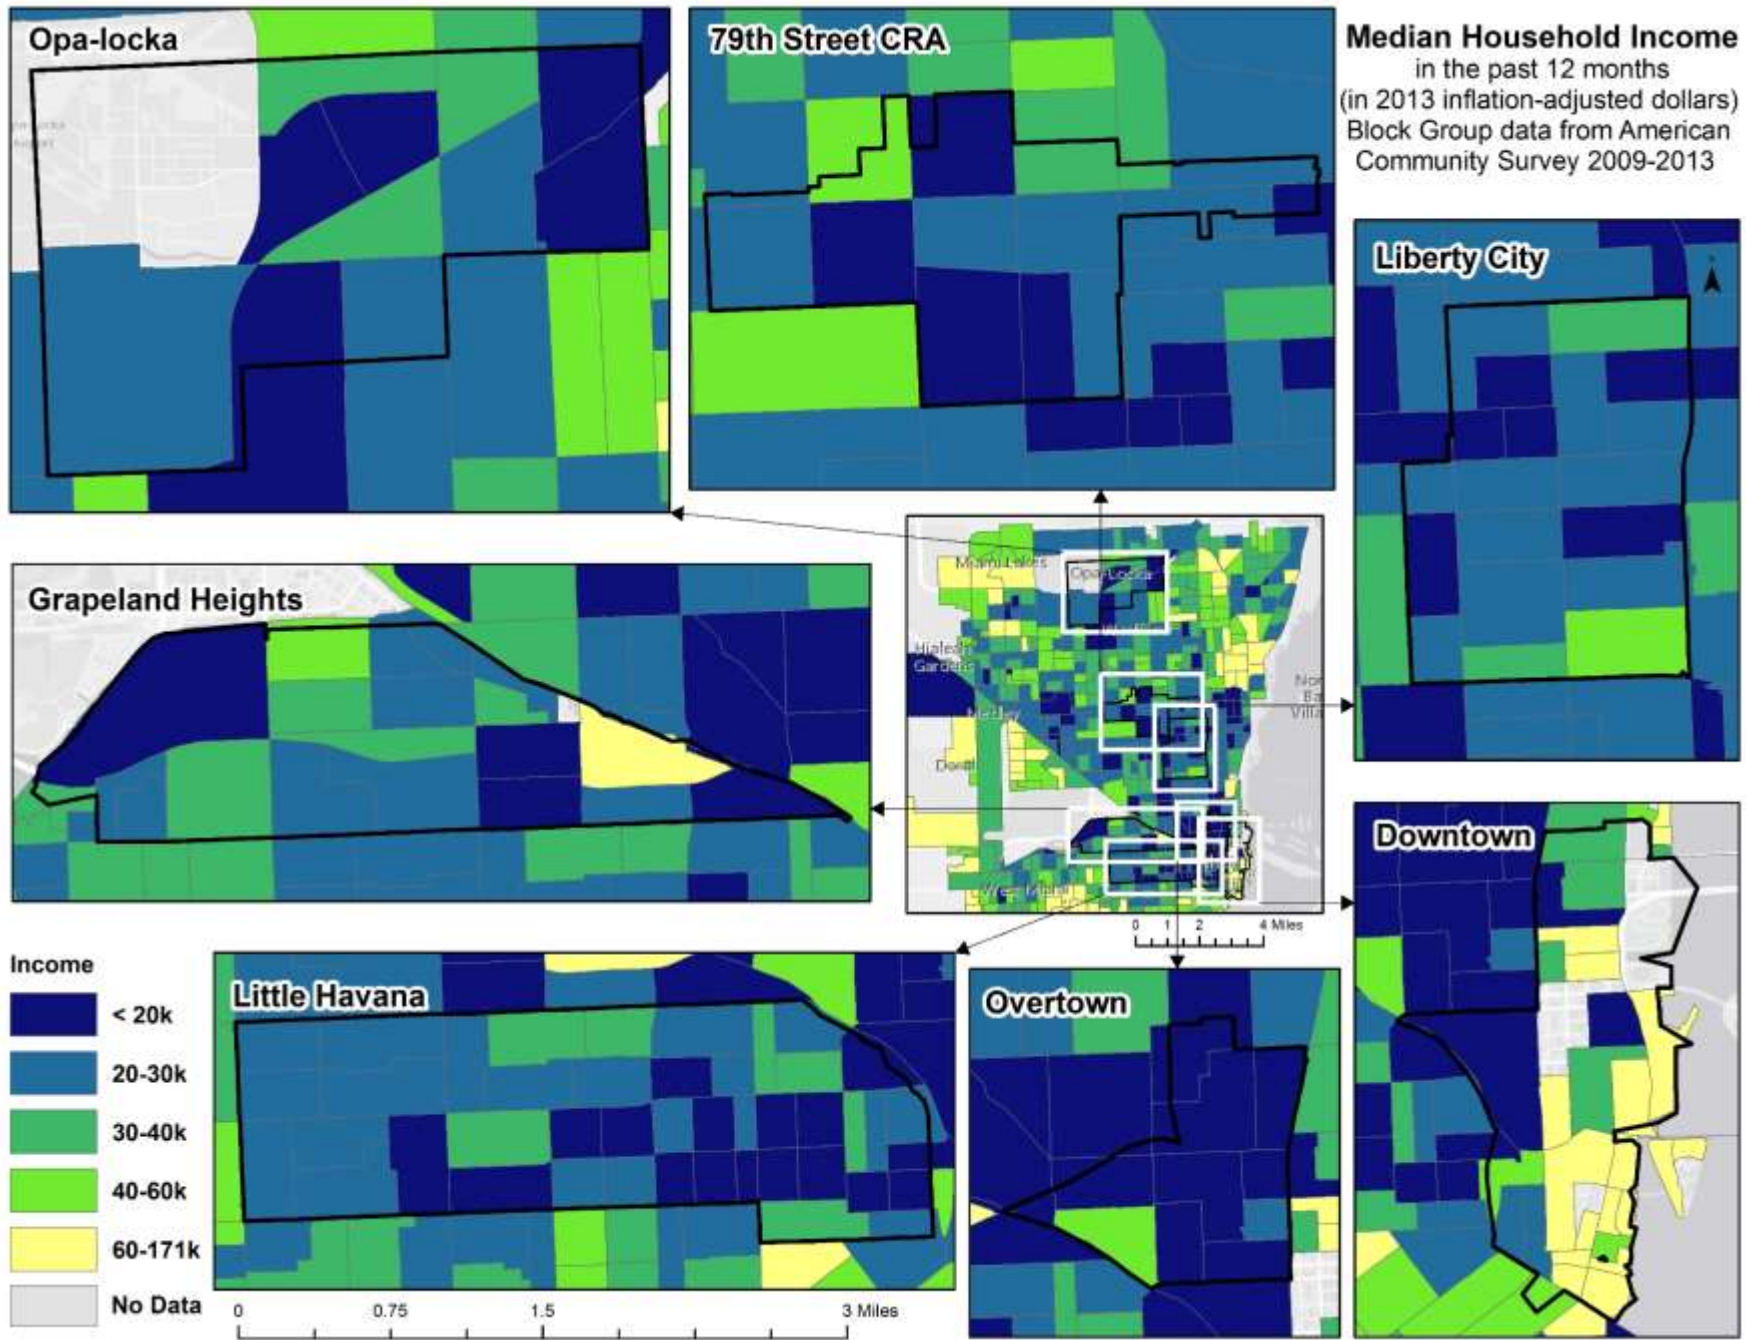 Opa-locka
79th Street CRA
Median Household Income
in the past 12 months
(in 2013 inflation-adjusted dollars)
Block Group data from American
Community Survey 2009-2013
Liberty City
Grapeland Heights
Miami Lakes
Opa-Locka
Hialeah
Gardens
Medley
Doral
Nor
Ba
Villa
West Miami
0 1 2 4 Miles
Downtown
Income
< 20k
20-30k
30-40k
40-60k
60-171k
No Data
Little Havana
Overtown
0 0.75 1.5 3 Miles